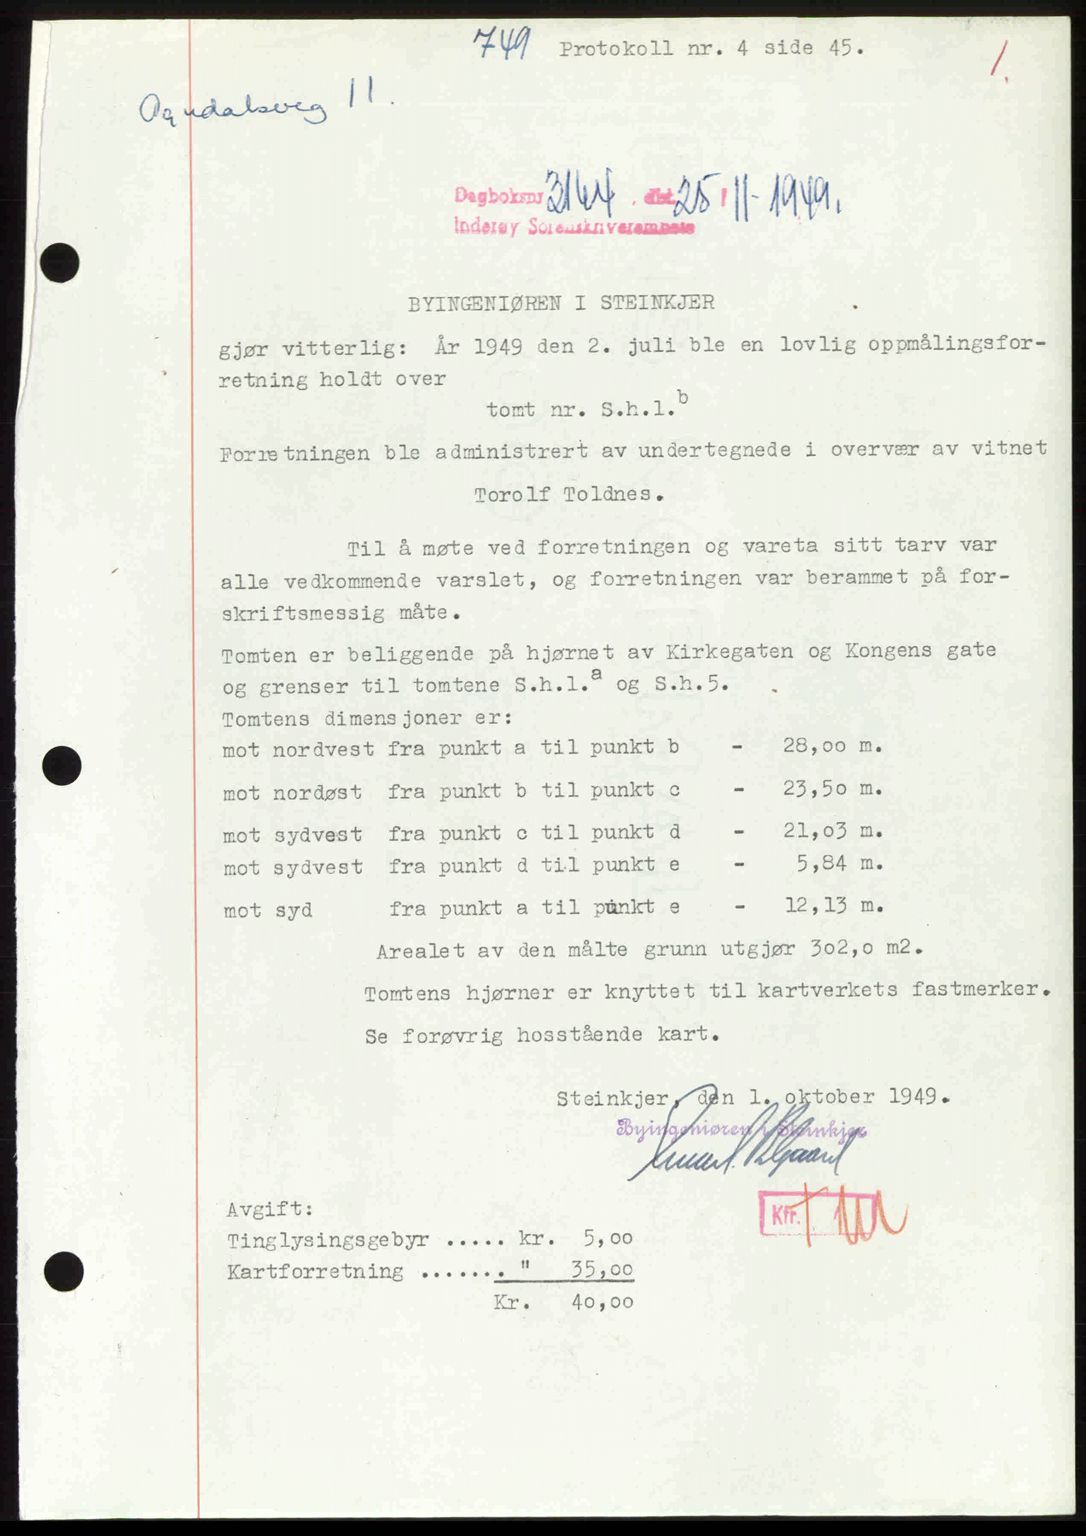 749 Protokoll nr. 4 side 45.
1.
Ogndalsveg 11.
Dagboksnr 3144. dat. 25/11-1949.
Inderøy Sorenskriverembete
BYINGENIØREN I STEINKJER
gjør vitterlig: År 1949 den 2. juli ble en lovlig oppmålingsfor-
retning holdt over
tomt nr. S.h.1.b
Forretningen ble administrert av undertegnede i overvær av vitnet
Torolf Toldnes.
Til å møte ved forretningen og vareta sitt tarv var
alle vedkommende varslet, og forretningen var berammet på for-
skriftsmessig måte.
Tomten er beliggende på hjørnet av Kirkegaten og Kongens gate
og grenser til tomtene S.h.1.a og S.h.5.
Tomtens dimensjoner er:
mot nordvest fra punkt a til punkt b - 28,00 m.
mot nordøst fra punkt b til punkt c - 23,50 m.
mot sydvest fra punkt c til punkt d - 21,03 m.
mot sydvest fra punkt d til punkt e - 5,84 m.
mot syd fra punkt a til punkt e - 12,13 m.
Arealet av den målte grunn utgjør 302,0 m2.
Tomtens hjørner er knyttet til kartverkets fastmerker.
Se forøvrig hosstående kart.
Steinkjer, den 1. oktober 1949.
Byingeniøren i Steinkjer
Kfr.
Avgift:
Tinglysingsgebyr ..... kr. 5,00
Kartforretning ....... " 35,00
Kr. 40,00